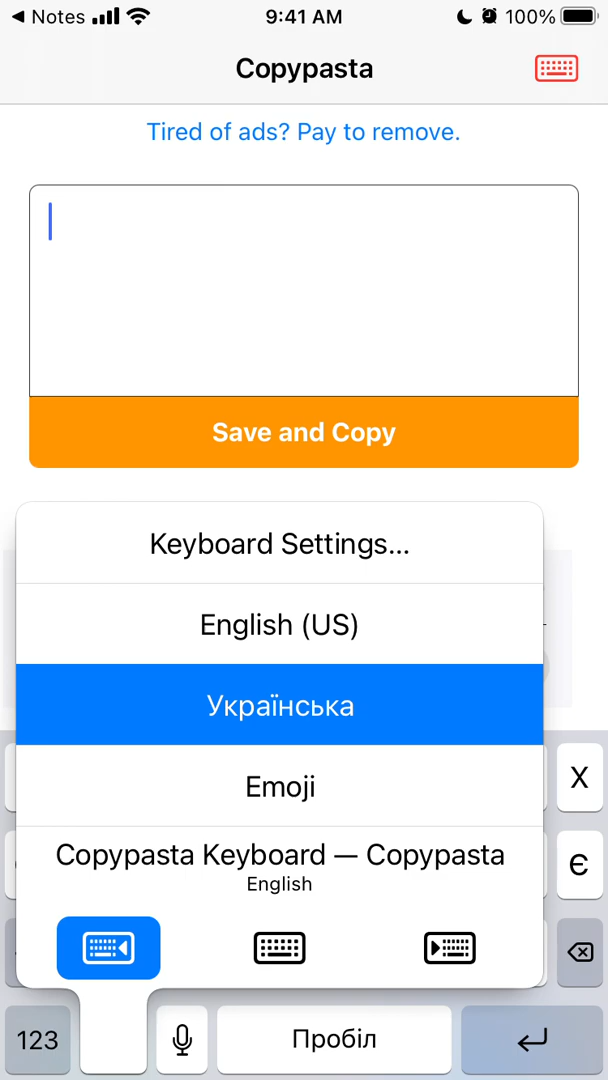 Notes
9:41 AM
100%
Copypasta
Tired of ads? Pay to remove.
Save and Copy
Keyboard Settings...
English (US)
Українська
Emoji
Copypasta Keyboard — Copypasta
English
Х
Є
123
Пробіл